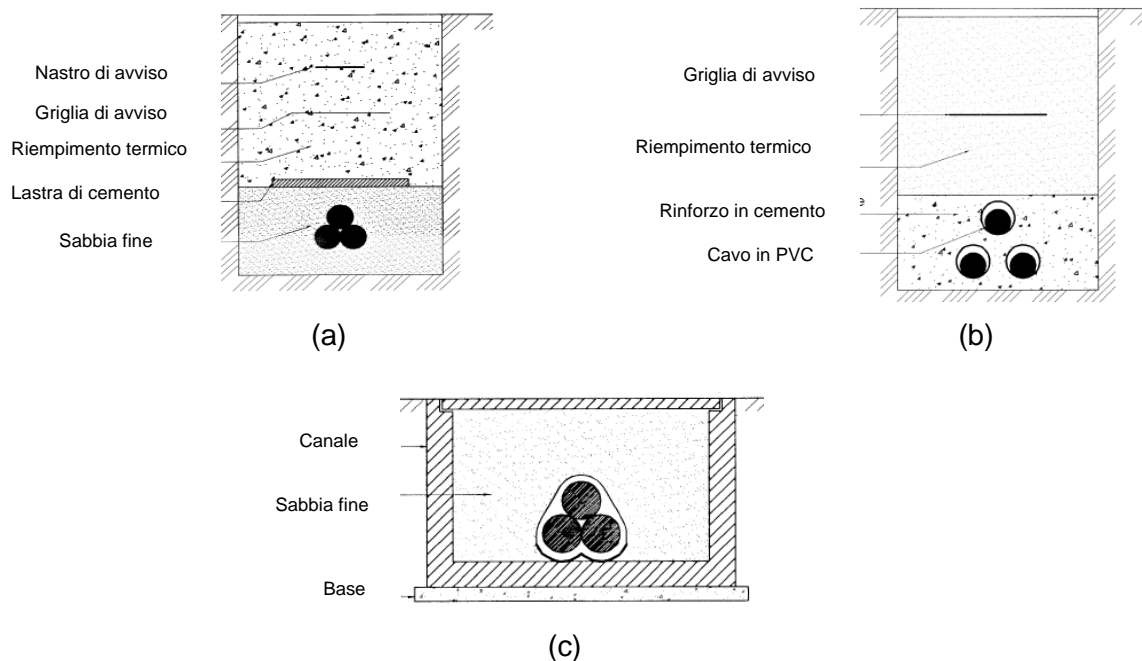 Nastro di avviso
Griglia di avviso
Riempimento termico
Lastra di cemento
Sabbia fine
(a)
Griglia di avviso
Riempimento termico
Rinforzo in cemento
e
Cavo in PVC
(b)
Canale
Sabbia fine
Base
(c)